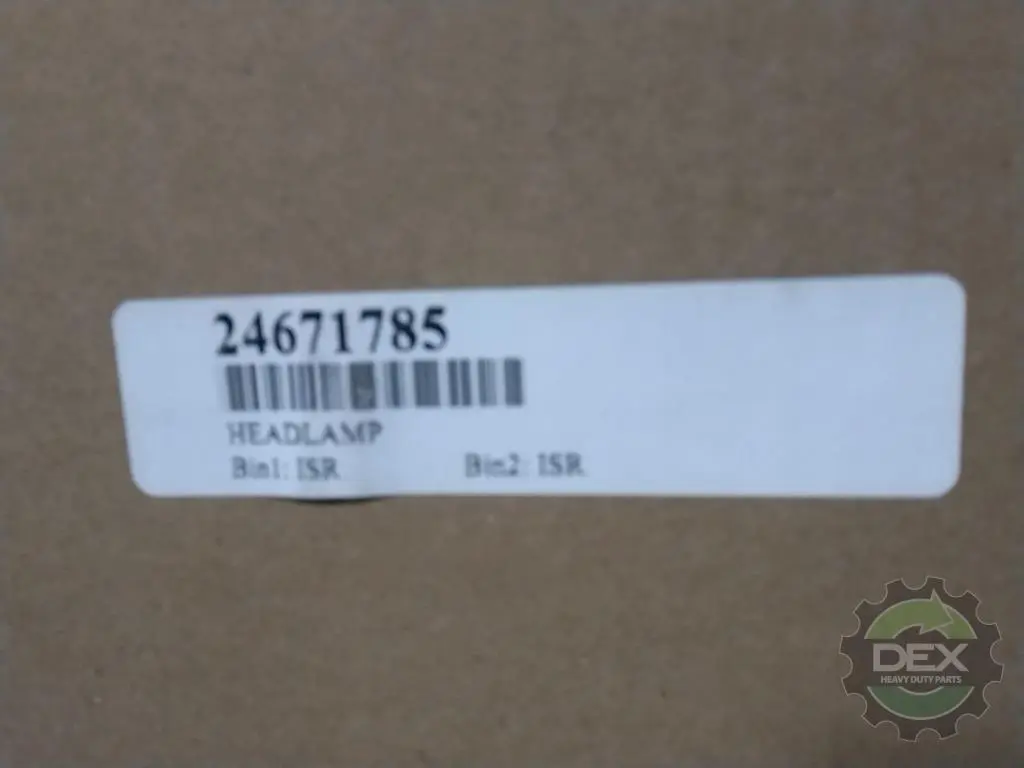 24671785
HEADLAMP
Bin1: ISR Bin2: ISR
DEX
HEAVY DUTY PARTS